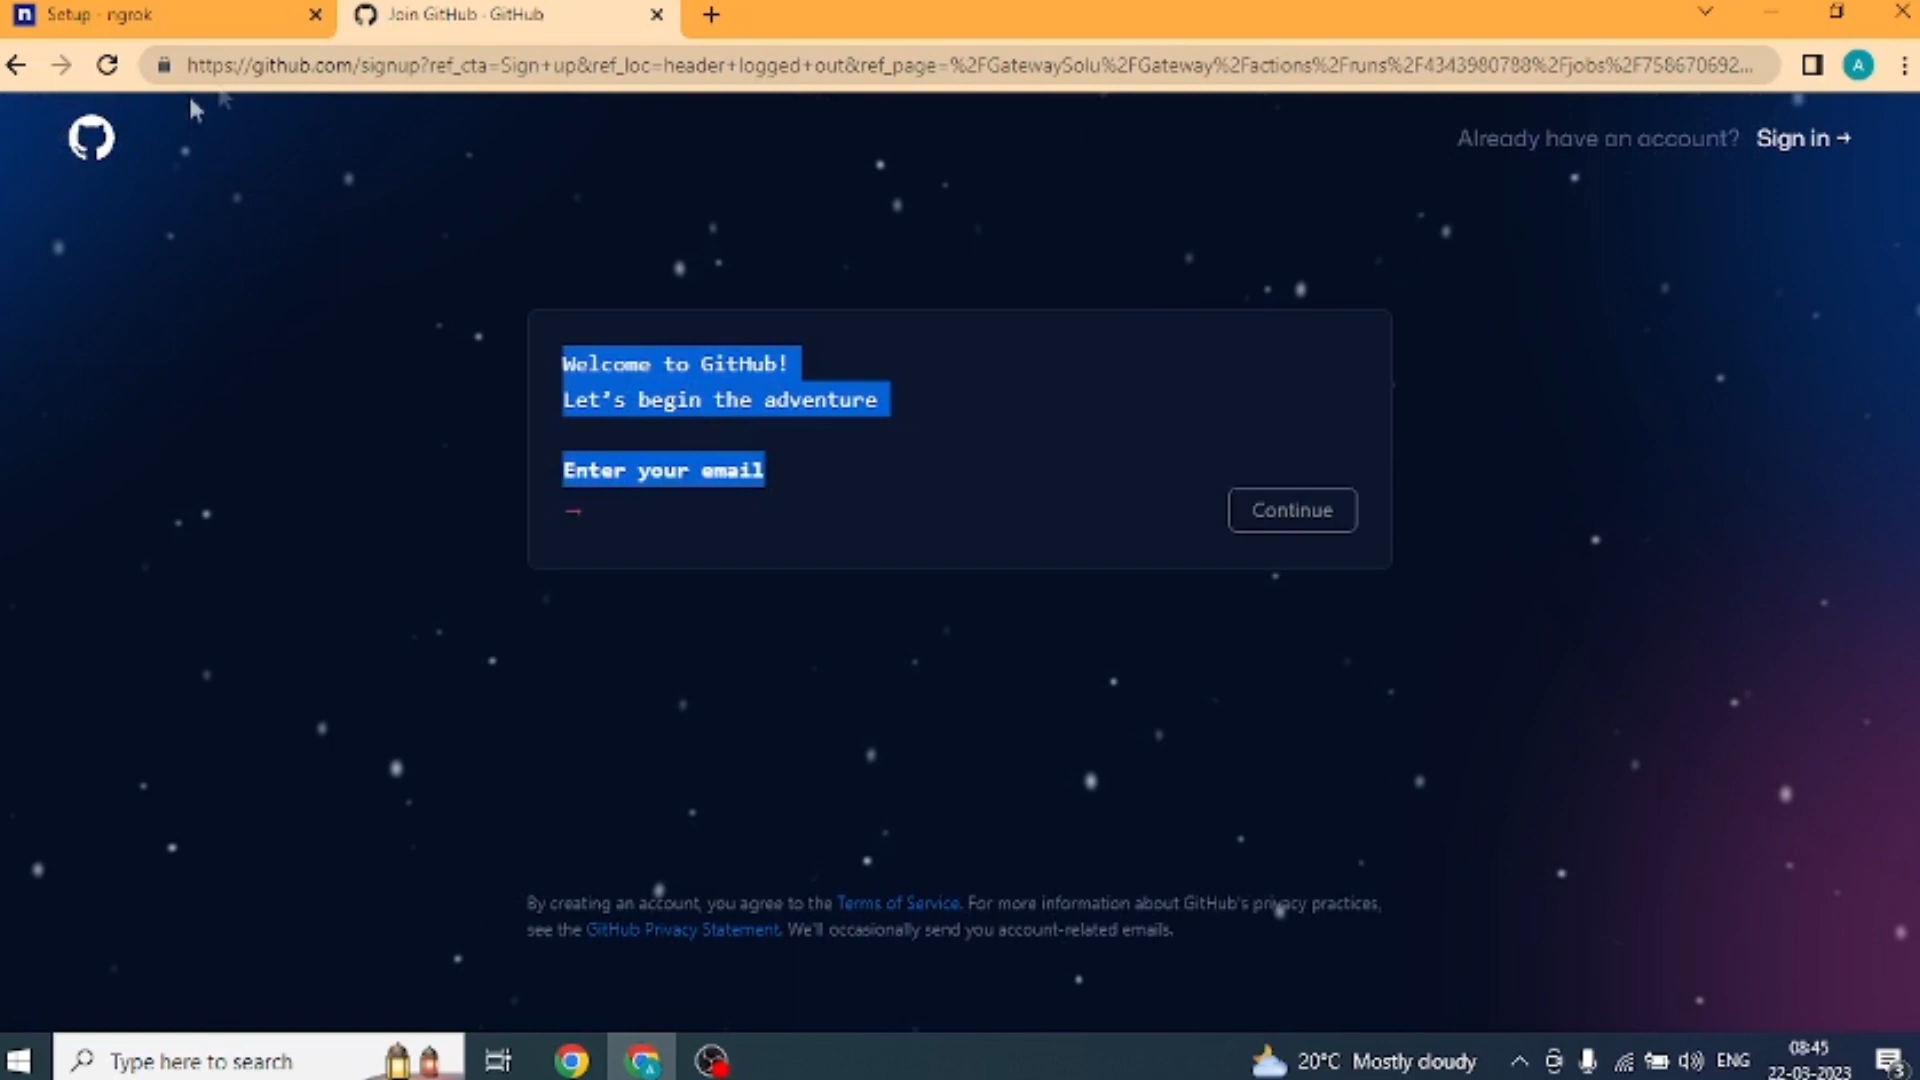 Setup - ngrok
Join GitHub · GitHub
https://github.com/signup?ref_cta=Sign+up&ref_loc=header+logged+out&ref_page=%2FGatewaySolu%2FGateway%2Factions%2Fruns%2F4343980788%2Fjobs%2F758670692...
A
Already have an account? Sign in →
Welcome to GitHub!
Let's begin the adventure
Enter your email
→
Continue
By creating an account, you agree to the Terms of Service. For more information about GitHub's privacy practices,
see the GitHub Privacy Statement. We'll occasionally send you account-related emails.
Type here to search
A
20°C Mostly cloudy
ENG
08:45
22-03-2023
3